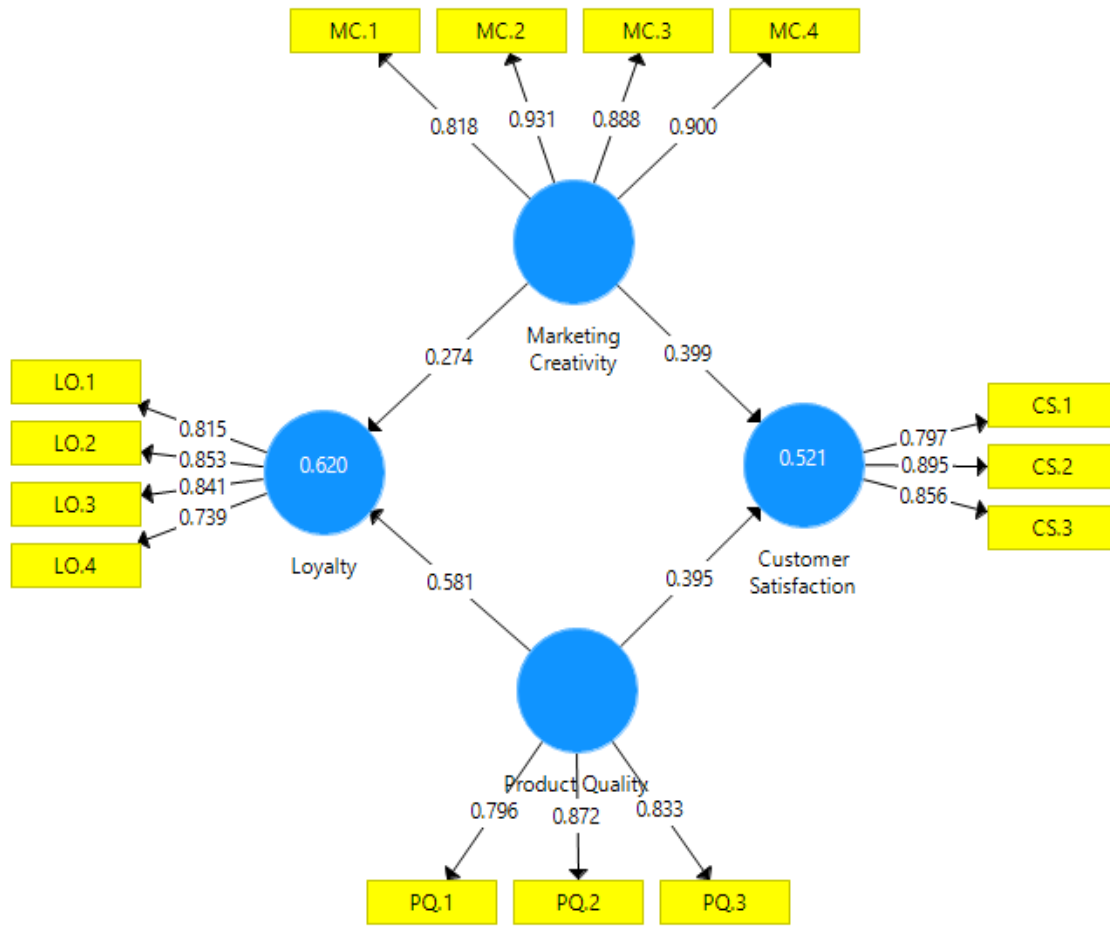 MC.1
MC.2
MC.3
MC.4
0.818
0.931
0.888
0.900
Marketing
Creativity
0.274
0.399
LO.1
LO.2
LO.3
LO.4
0.815
0.853
0.841
0.739
0.620
Loyalty
0.521
Customer
Satisfaction
0.797
0.895
0.856
CS.1
CS.2
CS.3
0.581
0.395
Product Quality
0.796
0.872
0.833
PQ.1
PQ.2
PQ.3